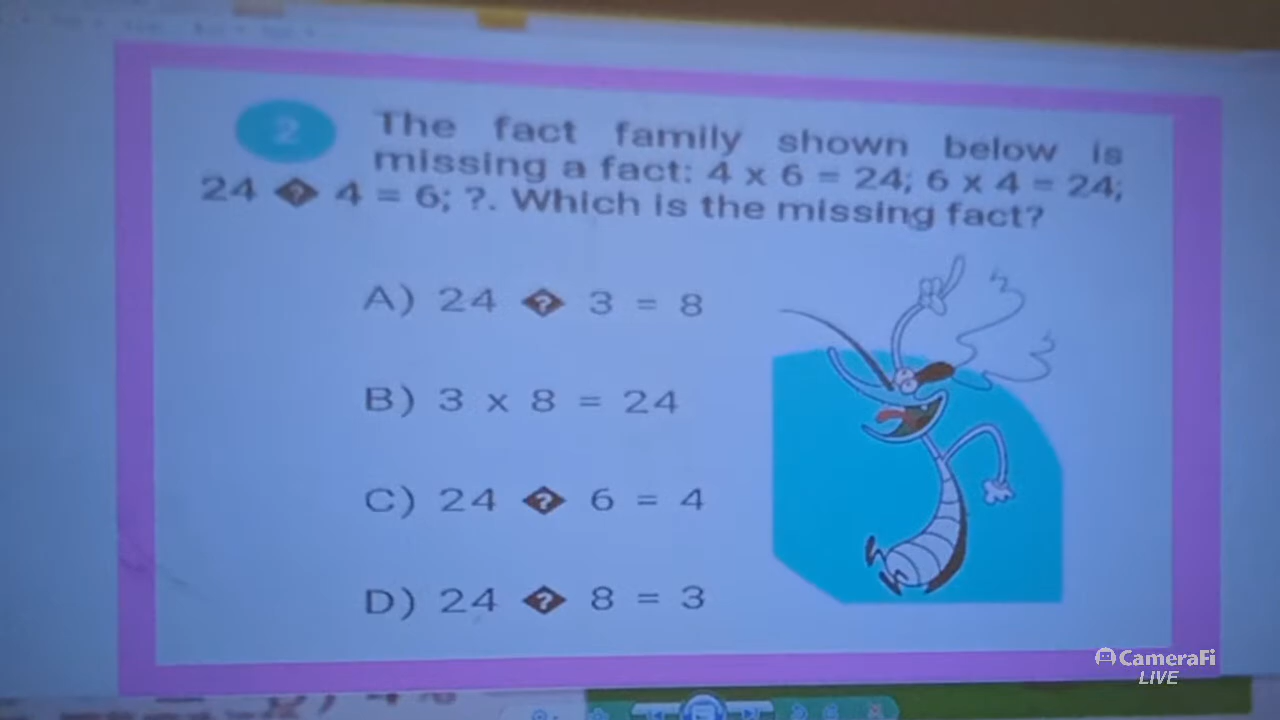 2
The fact family shown below is
missing a fact: 4 x 6 = 24; 6 x 4 = 24;
24 � 4 = 6; ?. Which is the missing fact?
A) 24 � 3 = 8
B) 3 x 8 = 24
C) 24 � 6 = 4
D) 24 � 8 = 3
CameraFi
LIVE